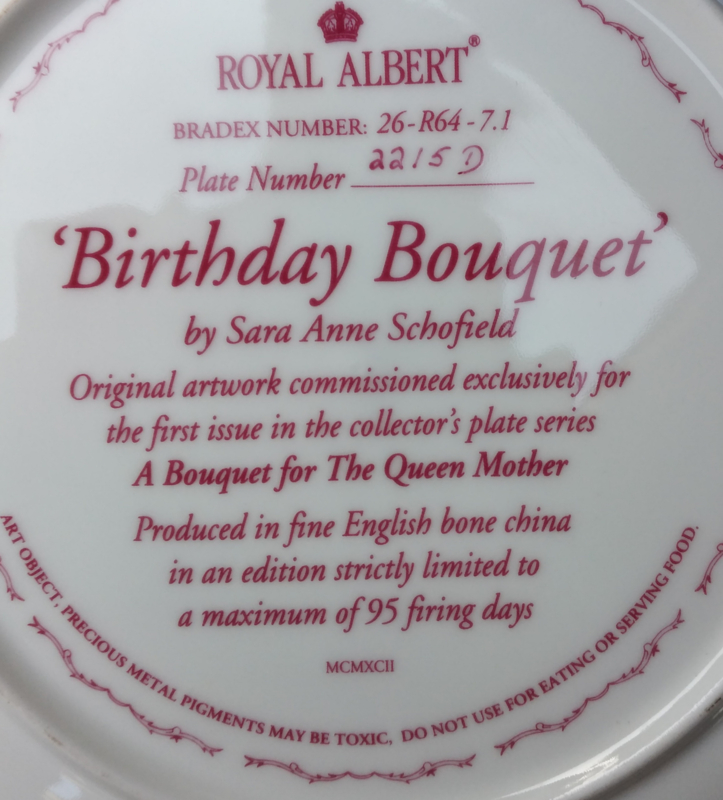 ROYAL ALBERT®
BRADEX NUMBER: 26-R64-7.1
Plate Number 2215 D
‘Birthday Bouquet’
by Sara Anne Schofield
Original artwork commissioned exclusively for
the first issue in the collector's plate series
A Bouquet for The Queen Mother
Produced in fine English bone china
in an edition strictly limited to
a maximum of 95 firing days
MCMXCII
ART OBJECT, PRECIOUS METAL PIGMENTS MAY BE TOXIC, DO NOT USE FOR EATING OR SERVING FOOD.